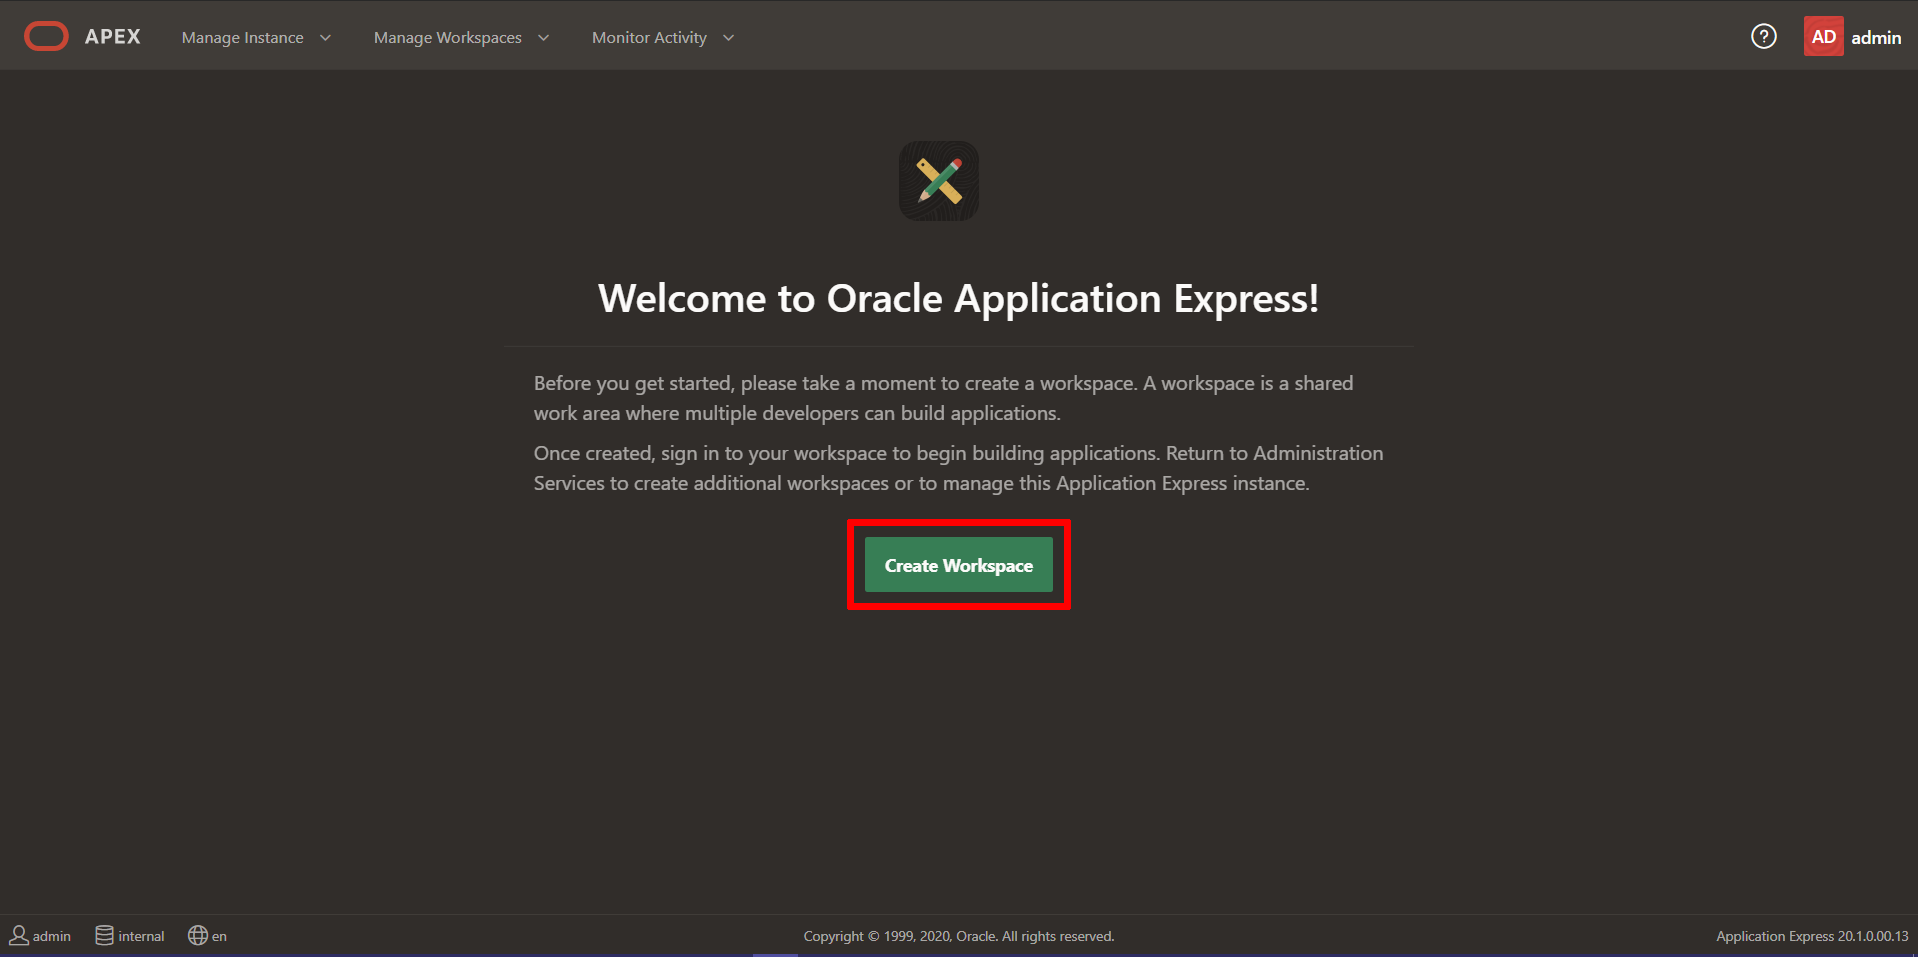 APEX
Manage Instance
Manage Workspaces
Monitor Activity
?
AD
admin
Welcome to Oracle Application Express!
Before you get started, please take a moment to create a workspace. A workspace is a shared
work area where multiple developers can build applications.
Once created, sign in to your workspace to begin building applications. Return to Administration
Services to create additional workspaces or to manage this Application Express instance.
Create Workspace
admin
internal
en
Copyright © 1999, 2020, Oracle. All rights reserved.
Application Express 20.1.0.00.13